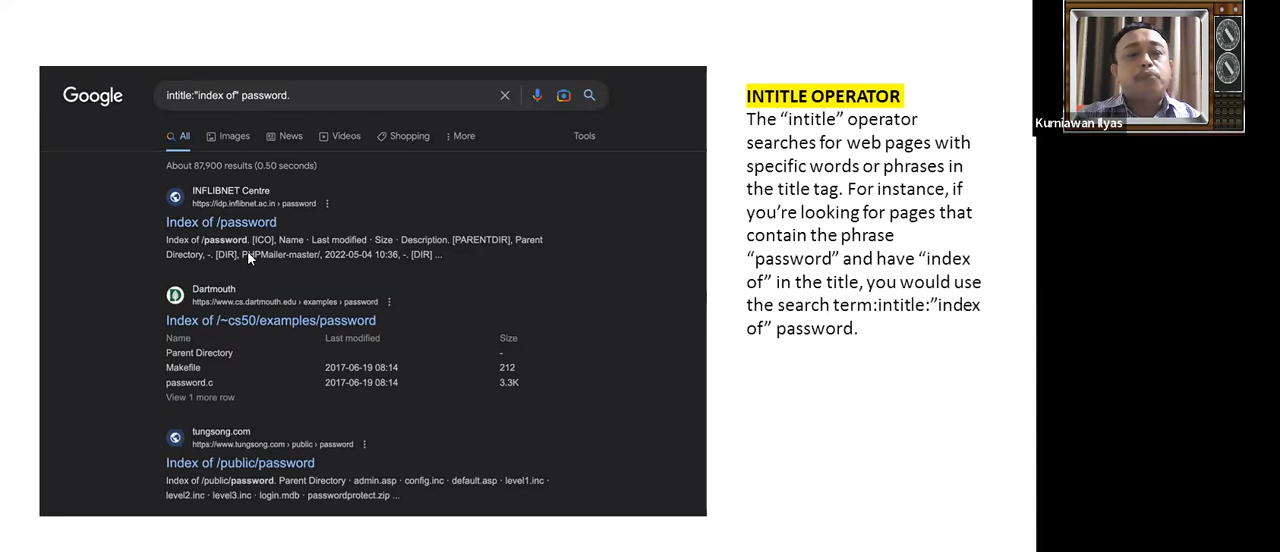 Google
intitle:"index of" password.
All
Images
News
Videos
Shopping
More
Tools
About 87,900 results (0.50 seconds)
INFLIBNET Centre
https://idp.inflibnet.ac.in › password
Index of /password
Index of /password. [ICO], Name · Last modified · Size · Description. [PARENTDIR], Parent
Directory, -. [DIR], PHPMailer-master/, 2022-05-04 10:36, -. [DIR] ...
Dartmouth
https://www.cs.dartmouth.edu › examples › password
Index of /~cs50/examples/password
Name Last modified Size
Parent Directory -
Makefile 2017-06-19 08:14 212
password.c 2017-06-19 08:14 3.3K
View 1 more row
tungsong.com
https://www.tungsong.com › public › password
Index of /public/password
Index of /public/password. Parent Directory · admin.asp · config.inc · default.asp · level1.inc ·
level2.inc · level3.inc · login.mdb · passwordprotect.zip ...
INTITLE OPERATOR
The “intitle” operator
searches for web pages with
specific words or phrases in
the title tag. For instance, if
you’re looking for pages that
contain the phrase
“password” and have “index
of” in the title, you would use
the search term:intitle:”index
of” password.
Kurniawan Ilyas